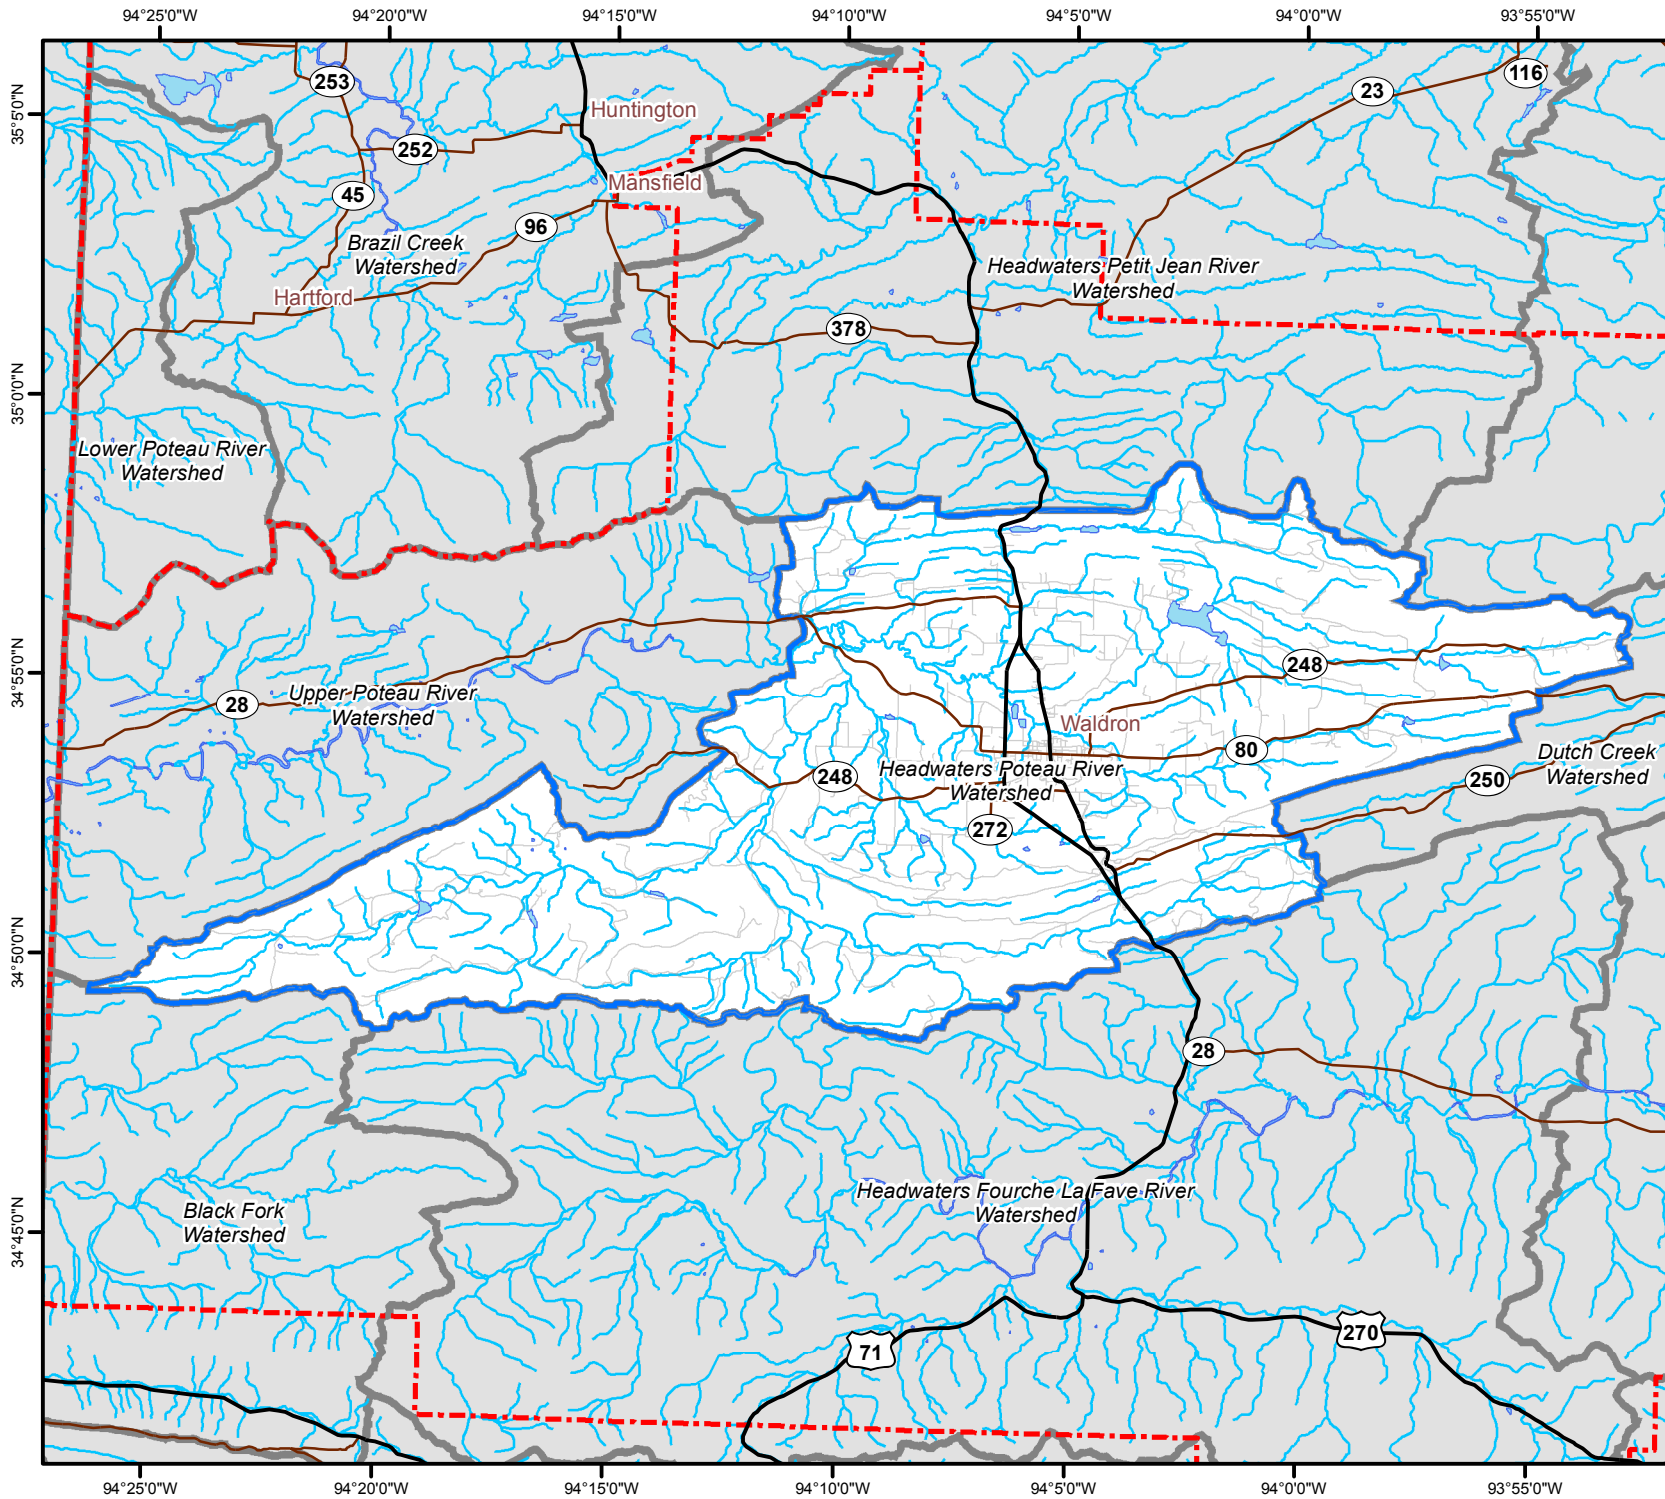 94°25'0"W
94°20'0"W
94°15'0"W
94°10'0"W
94°5'0"W
94°0'0"W
93°55'0"W
35°5'0"N
35°0'0"N
34°55'0"N
34°50'0"N
34°45'0"N
253
252
45
96
Huntington
Mansfield
Hartford
Brazil Creek
Watershed
116
23
Headwaters Petit Jean River
Watershed
378
Lower Poteau River
Watershed
28
Upper Poteau River
Watershed
248
Waldron
80
248
Headwaters Poteau River
Watershed
272
Dutch Creek
Watershed
250
28
Headwaters Fourche La Fave River
Watershed
Black Fork
Watershed
71
270
94°25'0"W
94°20'0"W
94°15'0"W
94°10'0"W
94°5'0"W
94°0'0"W
93°55'0"W